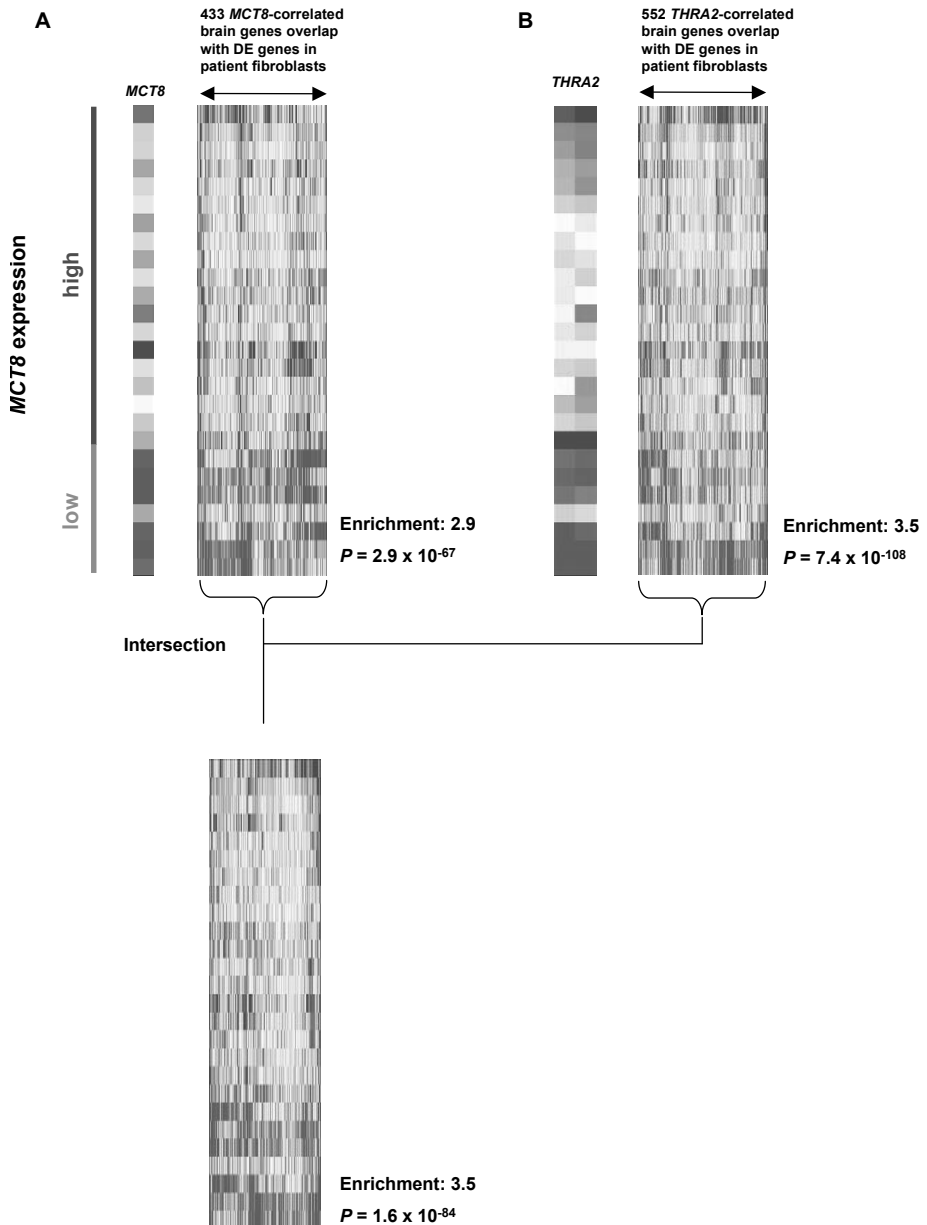 A
433 MCT8-correlated
brain genes overlap
with DE genes in
patient fibroblasts
MCT8
B
552 THRA2-correlated
brain genes overlap
with DE genes in
patient fibroblasts
THRA2
MCT8 expression
high
low
Enrichment: 2.9
P = 2.9 x 10-67
Enrichment: 3.5
P = 7.4 x 10-108
Intersection
Enrichment: 3.5
P = 1.6 x 10-84